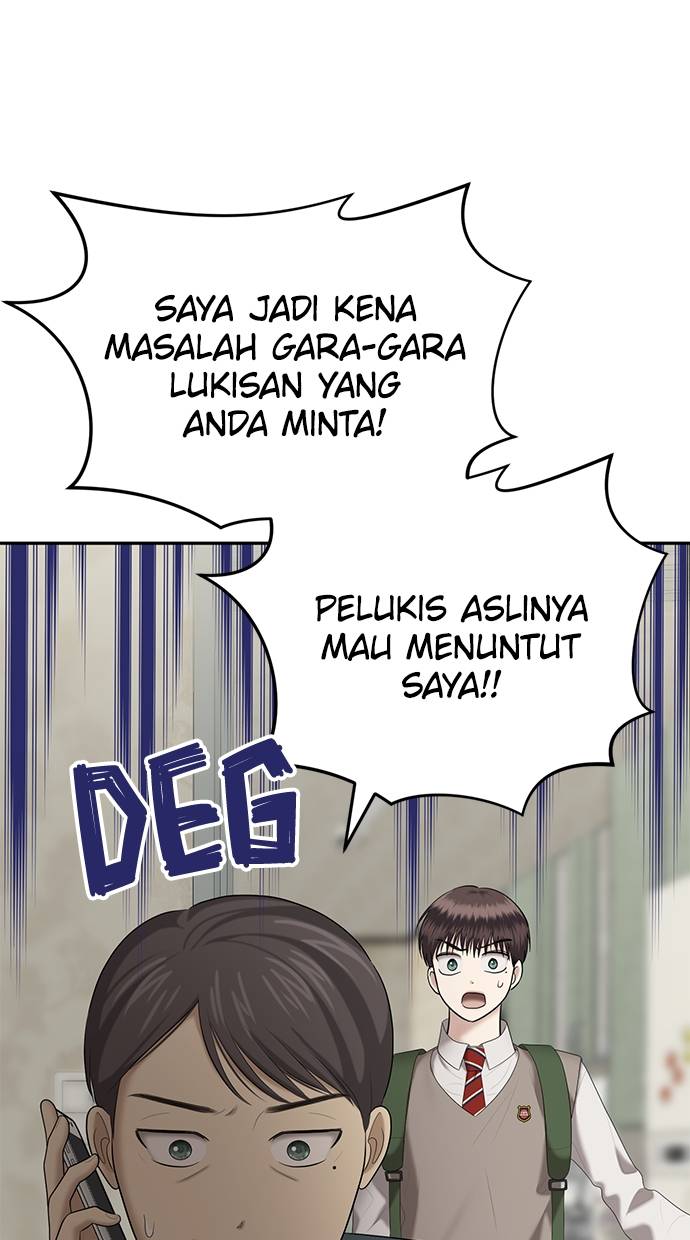 SAYA JADI KENA
MASALAH GARA-GARA
LUKISAN YANG
ANDA MINTA!
PELUKIS ASLINYA
MAU MENUNTUT
SAYA!!
DEG